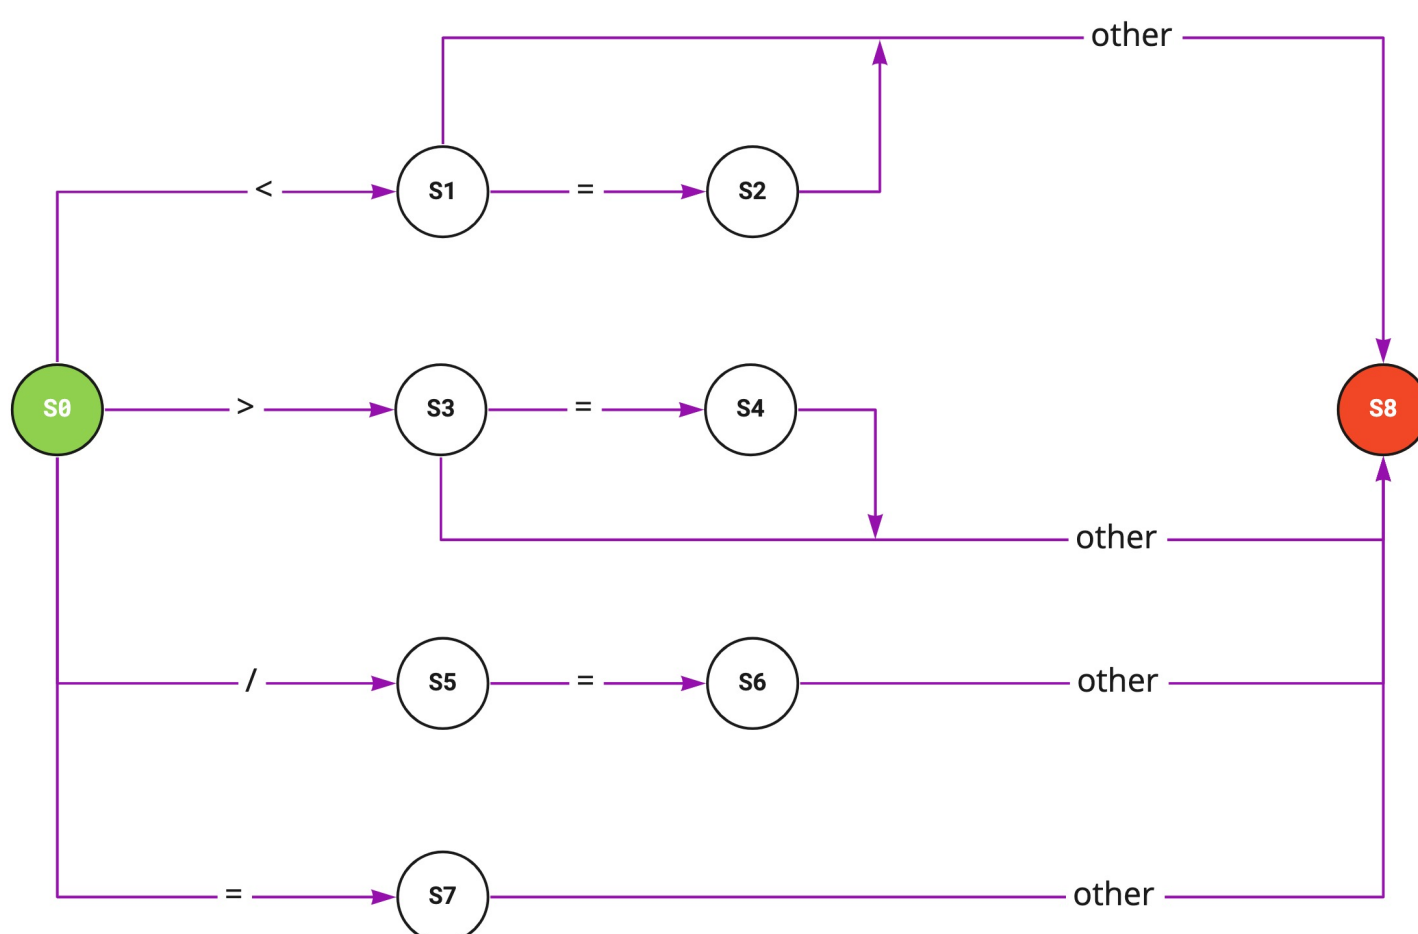 other
< S1 = S2
S0 > S3 = S4 S8
other
/ S5 = S6 other
= S7 other